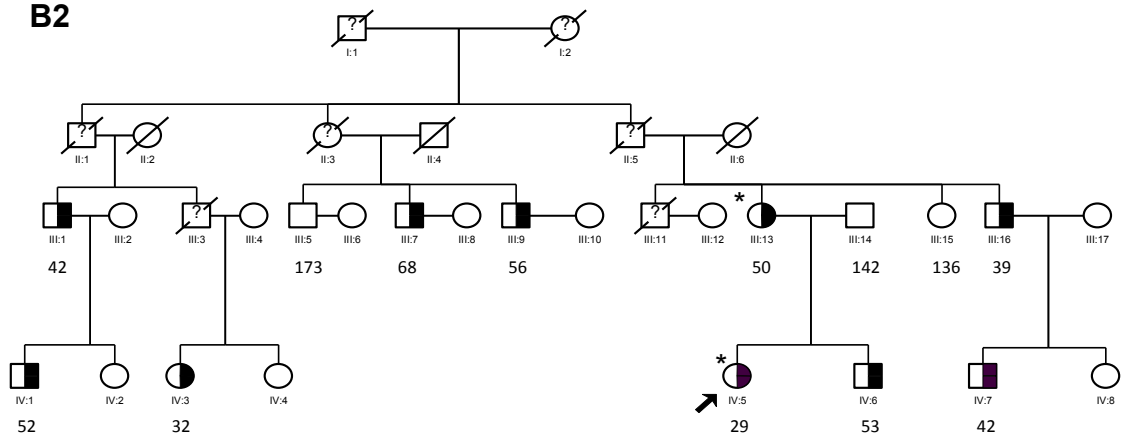 B2
? ?
I:1 I:2
? ? ?
II:1 II:2 II:3 II:4 II:5 II:6
? ? *
III:1 III:2 III:3 III:4 III:5 III:6 III:7 III:8 III:9 III:10 III:11 III:12 III:13 III:14 III:15 III:16 III:17
42 173 68 56 50 142 136 39
*
IV:1 IV:2 IV:3 IV:4 IV:5 IV:6 IV:7 IV:8
52 32 29 53 42